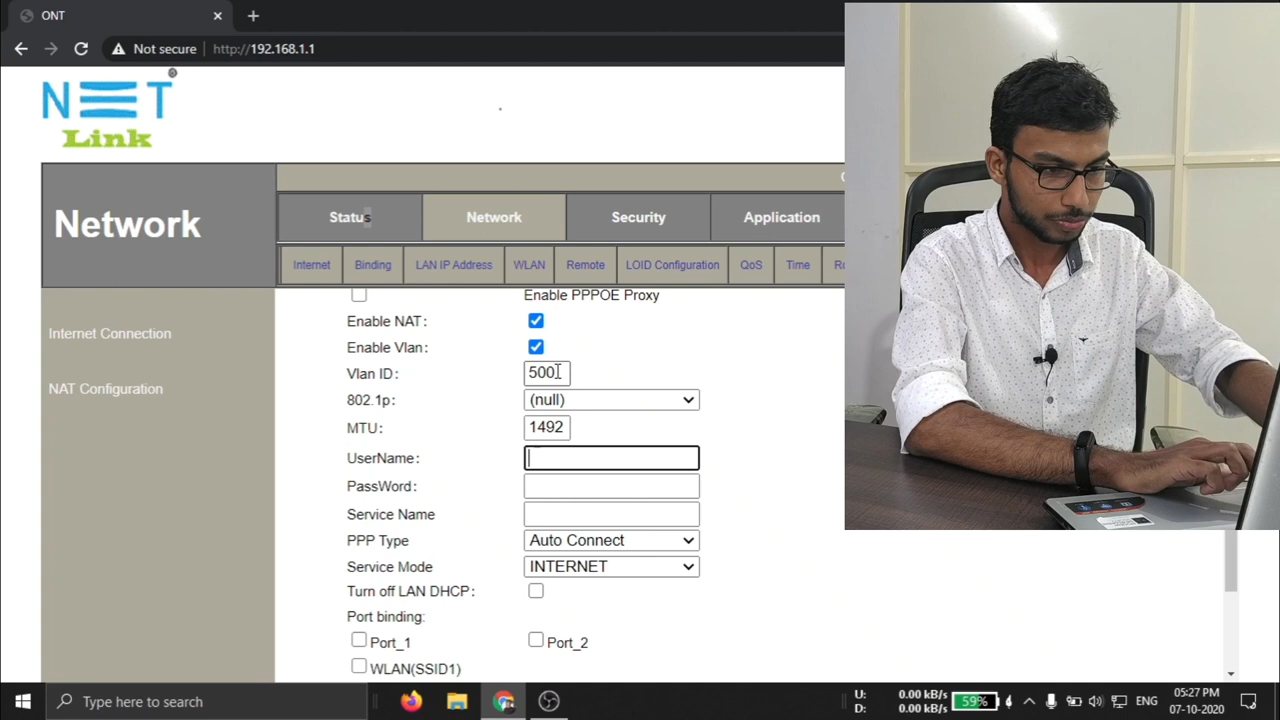 ONT
Not secure
http://192.168.1.1
NET
Link
Network
Status
Network
Security
Application
Internet
Binding
LAN IP Address
WLAN
Remote
LOID Configuration
QoS
Time
Internet Connection
NAT Configuration
Enable PPPOE Proxy
Enable NAT:
Enable Vlan:
Vlan ID: 500
802.1p: (null)
MTU: 1492
UserName:
PassWord:
Service Name
PPP Type Auto Connect
Service Mode INTERNET
Turn off LAN DHCP:
Port binding:
Port_1 Port_2
WLAN(SSID1)
Type here to search
U: 0.00 kB/s
D: 0.00 kB/s
59%
ENG
05:27 PM
07-10-2020